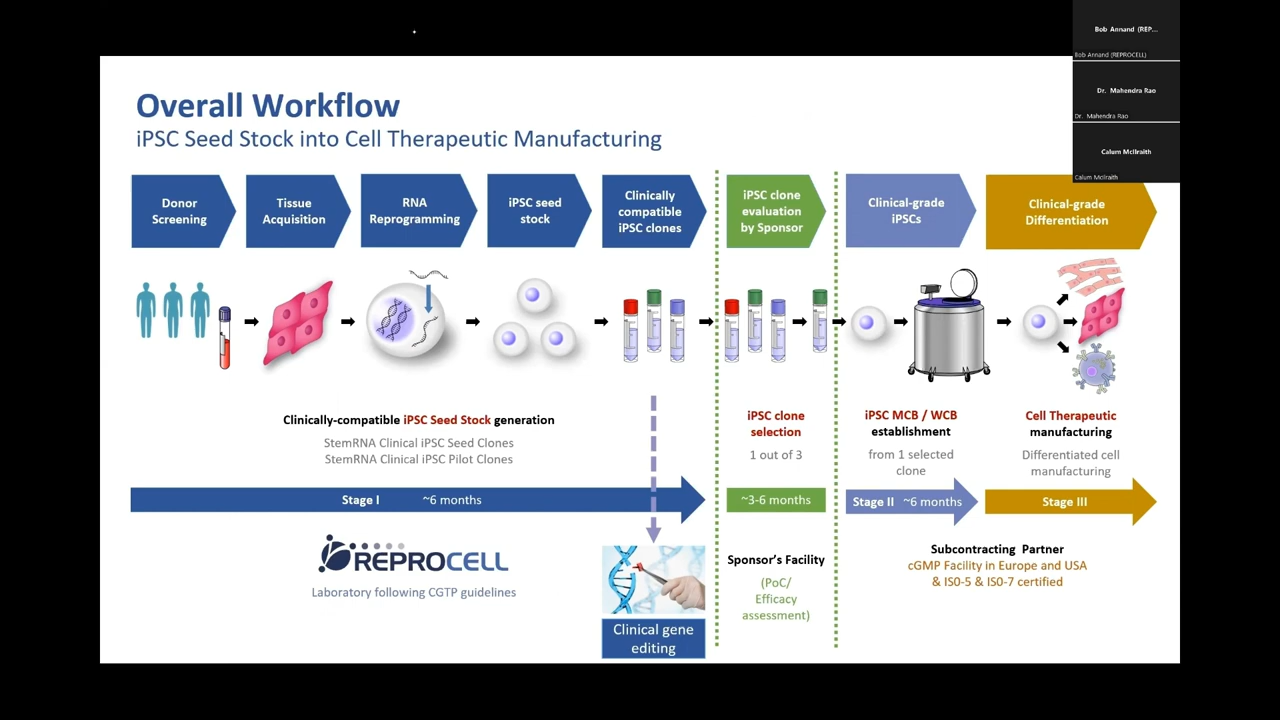 Bob Annand (REP...
Bob Annand (REPROCELL)
Dr. Mahendra Rao
Dr. Mahendra Rao
Calum McIlraith
Calum McIlraith
Overall Workflow
iPSC Seed Stock into Cell Therapeutic Manufacturing
Donor
Screening
Tissue
Acquisition
RNA
Reprogramming
iPSC seed
stock
Clinically
compatible
iPSC clones
iPSC clone
evaluation
by Sponsor
Clinical-grade
iPSCs
Clinical-grade
Differentiation
Clinically-compatible iPSC Seed Stock generation
StemRNA Clinical iPSC Seed Clones
StemRNA Clinical iPSC Pilot Clones
iPSC clone
selection
1 out of 3
iPSC MCB / WCB
establishment
from 1 selected
clone
Cell Therapeutic
manufacturing
Differentiated cell
manufacturing
Stage I ~6 months
~3-6 months
Stage II ~6 months
Stage III
REPROCELL
Laboratory following CGTP guidelines
Clinical gene
editing
Sponsor's Facility
(PoC/
Efficacy
assessment)
Subcontracting Partner
cGMP Facility in Europe and USA
& IS0-5 & IS0-7 certified